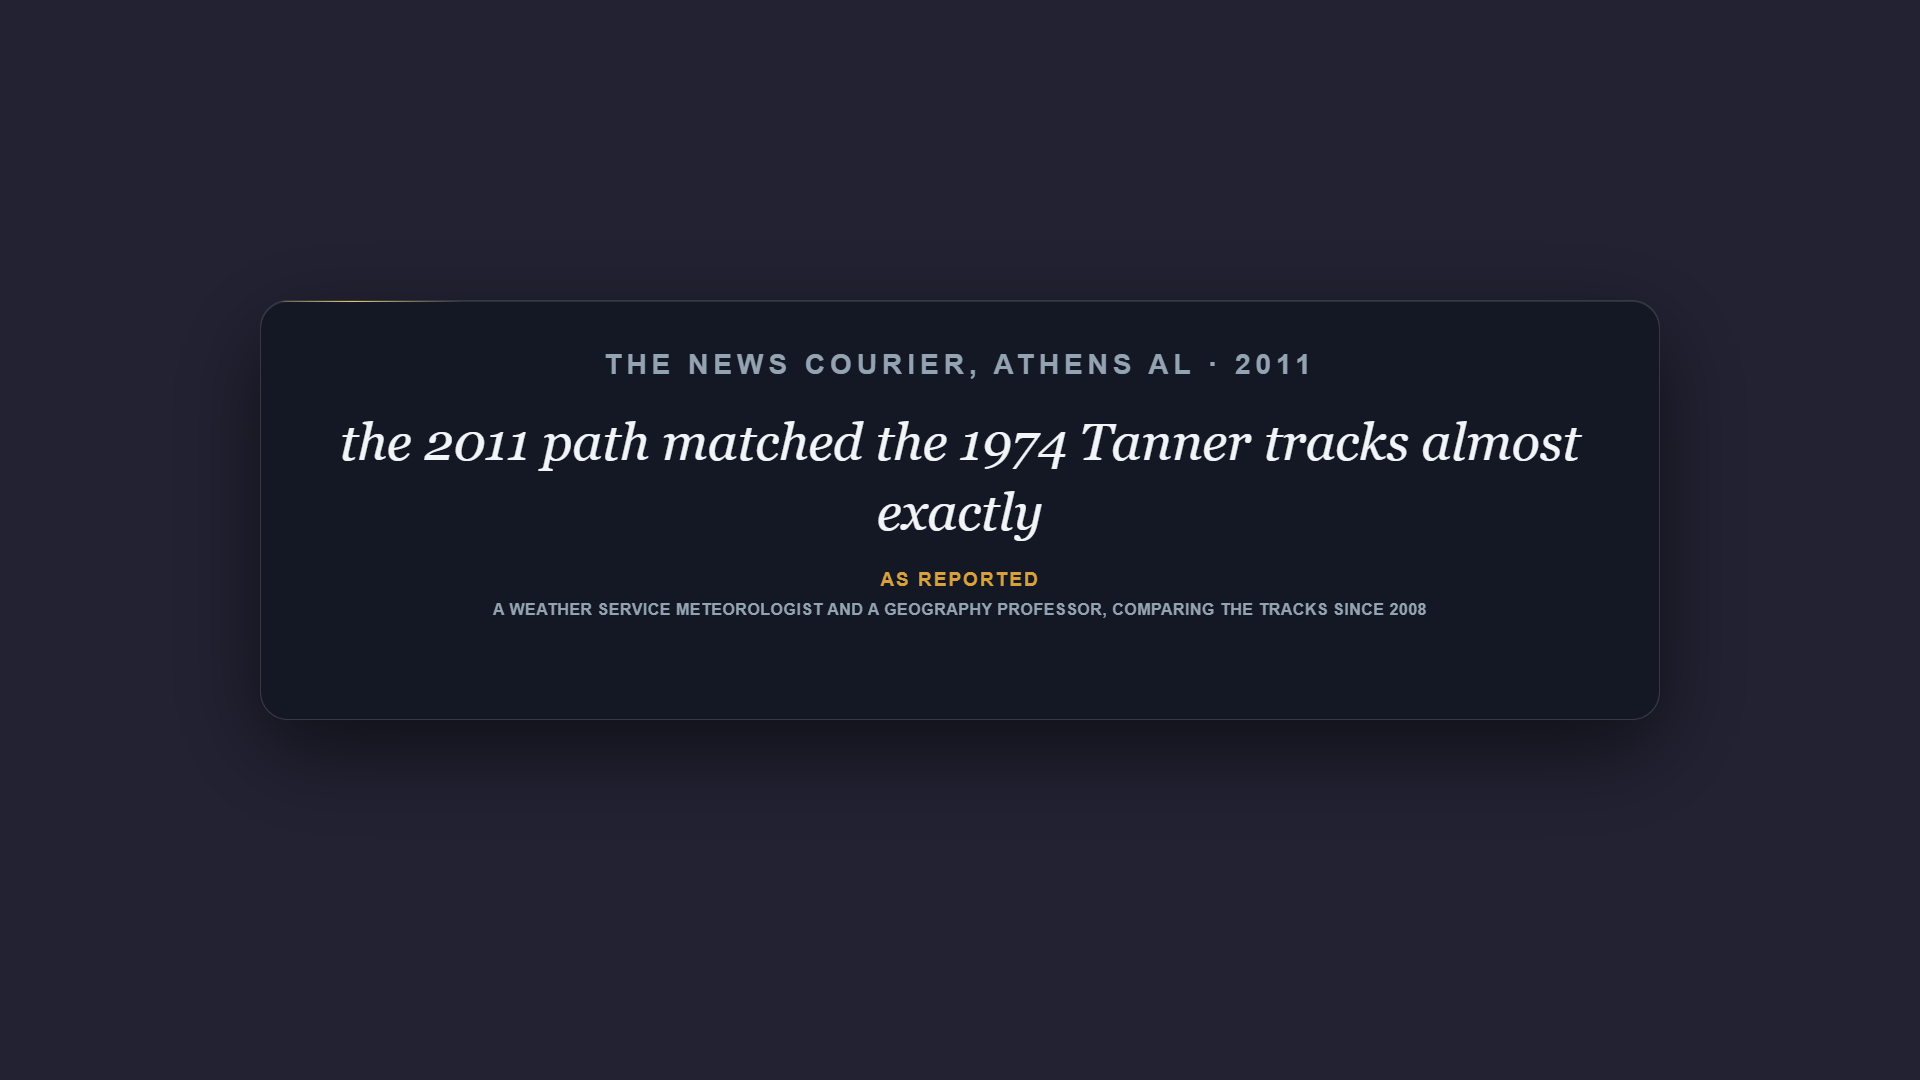 THE NEWS COURIER, ATHENS AL · 2011
the 2011 path matched the 1974 Tanner tracks almost
exactly
AS REPORTED
A WEATHER SERVICE METEOROLOGIST AND A GEOGRAPHY PROFESSOR, COMPARING THE TRACKS SINCE 2008